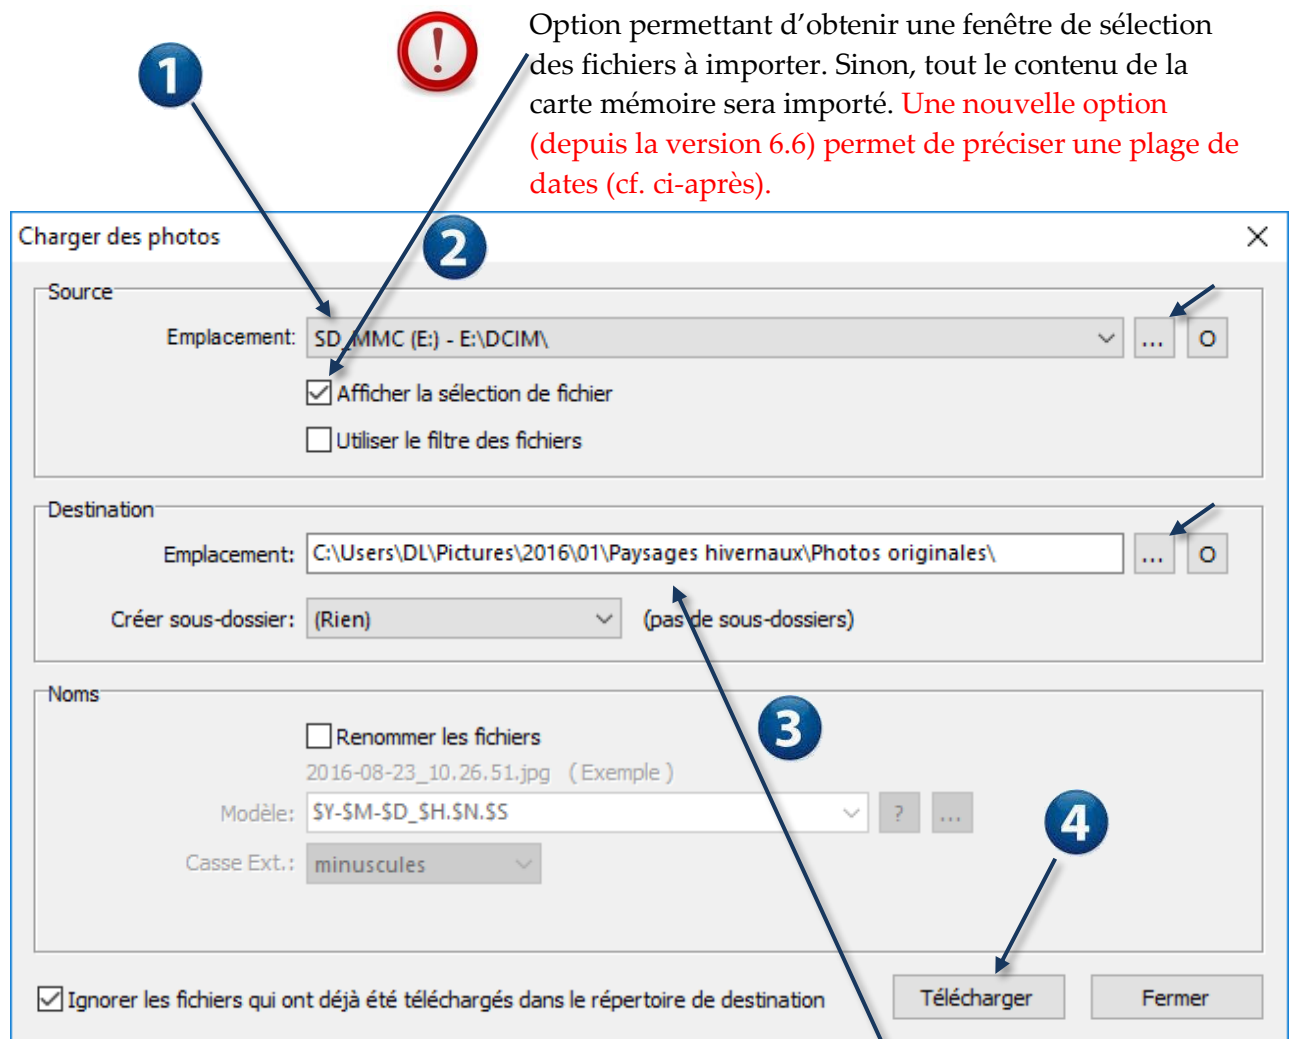 Option permettant d’obtenir une fenêtre de sélection
des fichiers à importer. Sinon, tout le contenu de la
carte mémoire sera importé. Une nouvelle option
(depuis la version 6.6) permet de préciser une plage de
dates (cf. ci-après).
1
!
2
Charger des photos
Source
Emplacement: SD_MMC (E:) - E:\DCIM\ ... O
Afficher la sélection de fichier
Utiliser le filtre des fichiers
Destination
Emplacement: C:\Users\DL\Pictures\2016\01\Paysages hivernaux\Photos originales\ ... O
Créer sous-dossier: (Rien) (pas de sous-dossiers)
Noms
3
Renommer les fichiers
2016-08-23_10.26.51.jpg (Exemple)
Modèle: $Y-$M-$D_$H.$N.$S ? ...
4
Casse Ext.: minuscules
Ignorer les fichiers qui ont déjà été téléchargés dans le répertoire de destination Télécharger Fermer